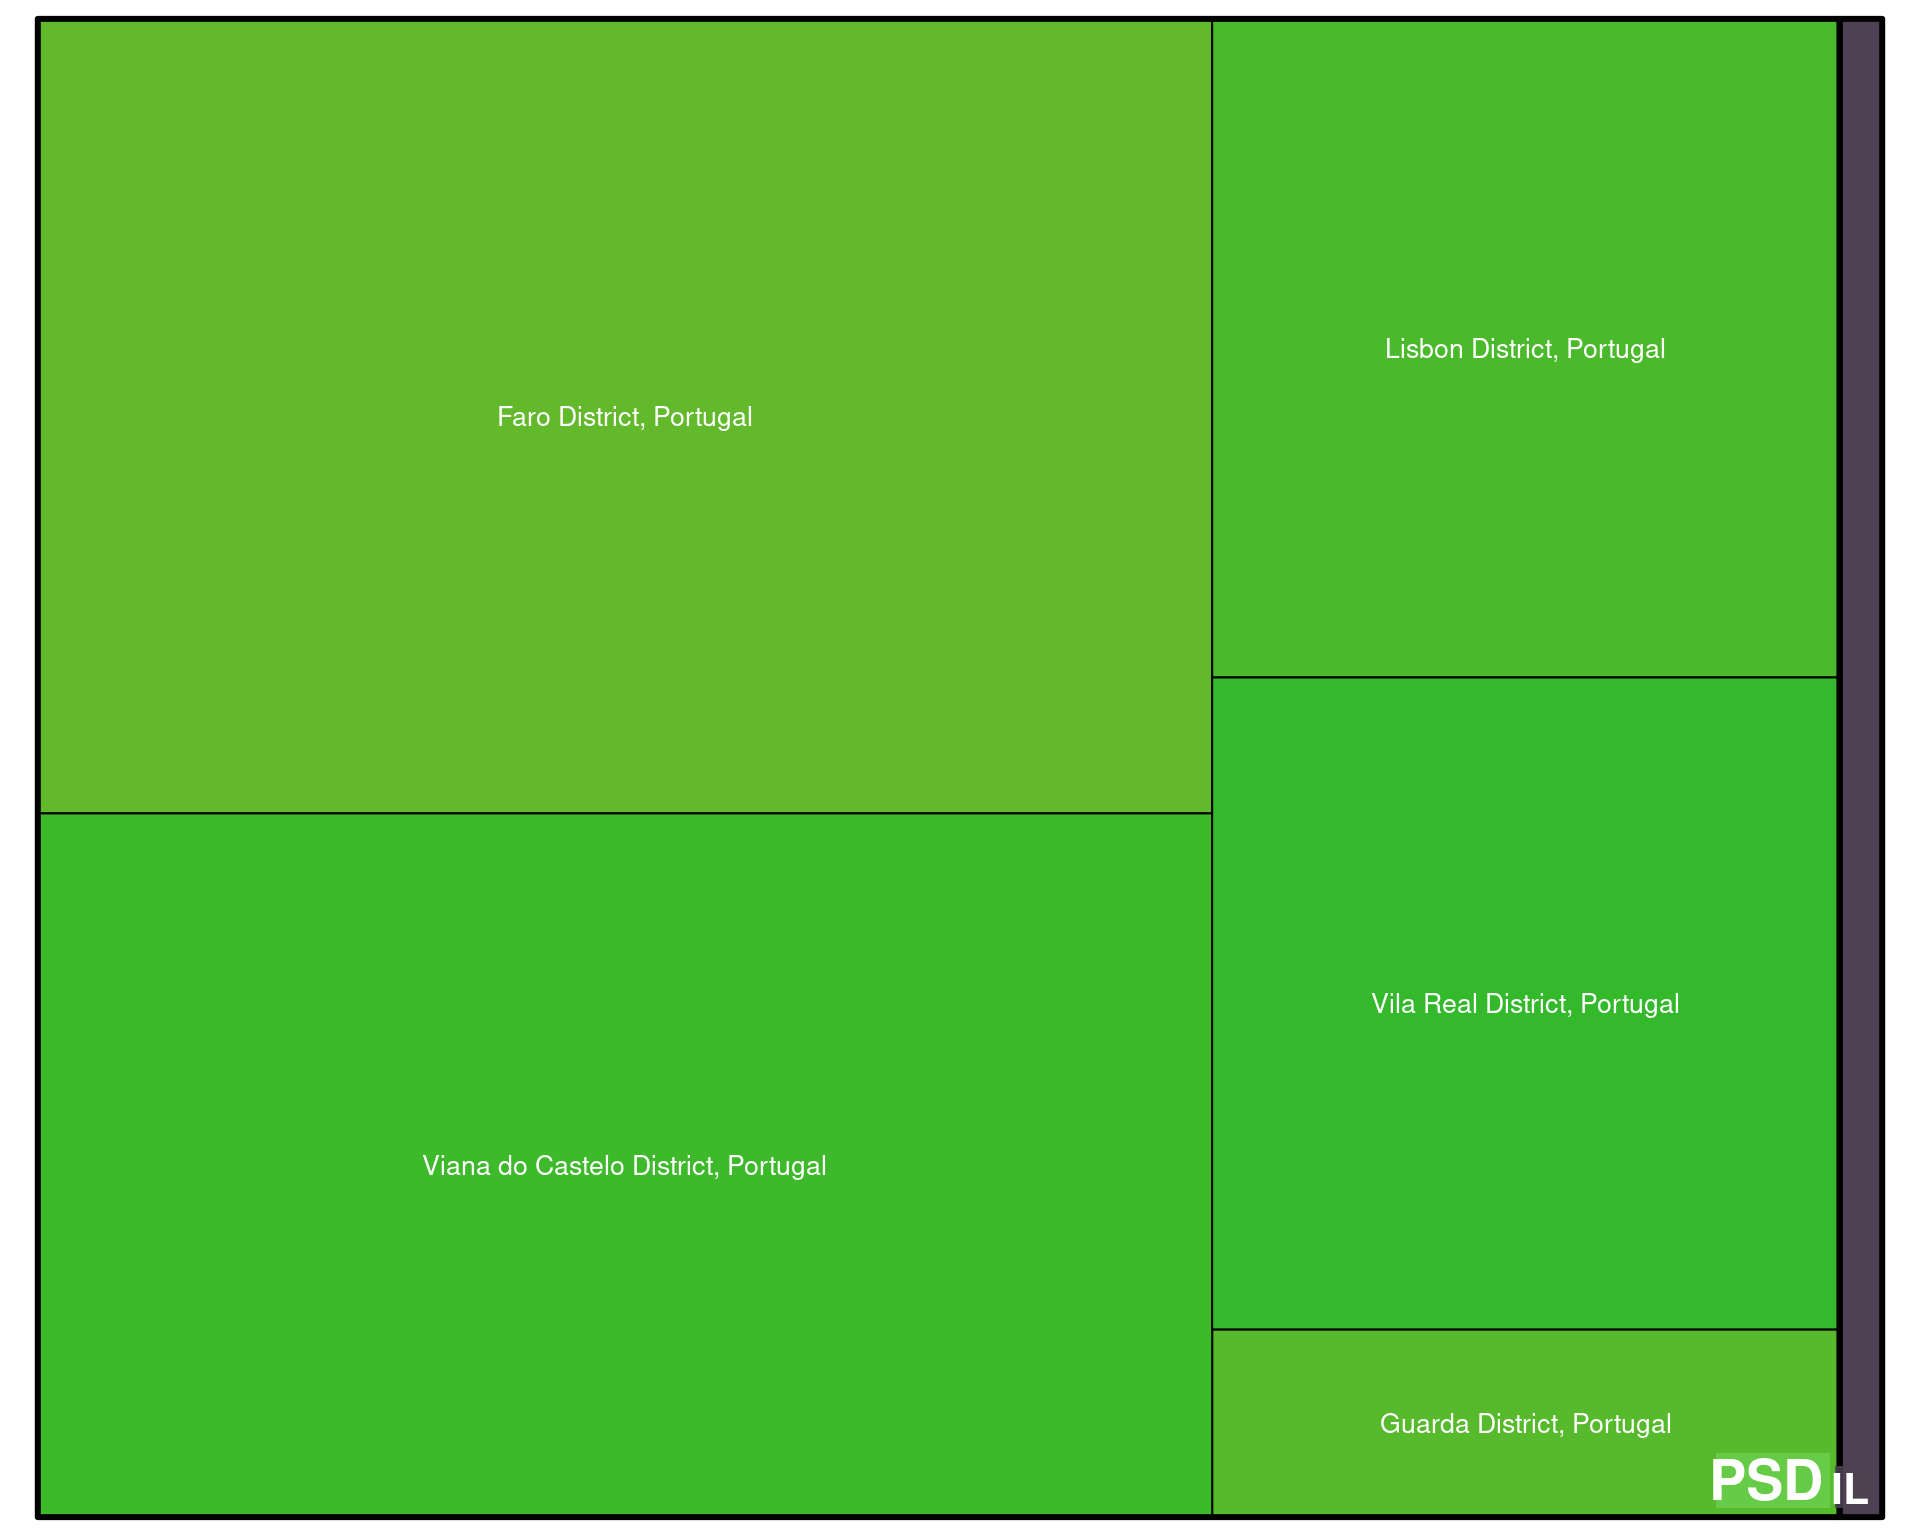 Faro District, Portugal
Lisbon District, Portugal
Viana do Castelo District, Portugal
Vila Real District, Portugal
Guarda District, Portugal
PSD
IL